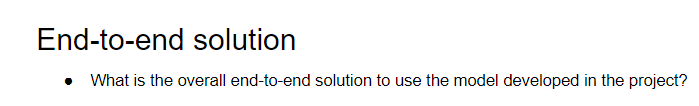 End-to-end solution
● What is the overall end-to-end solution to use the model developed in the project?